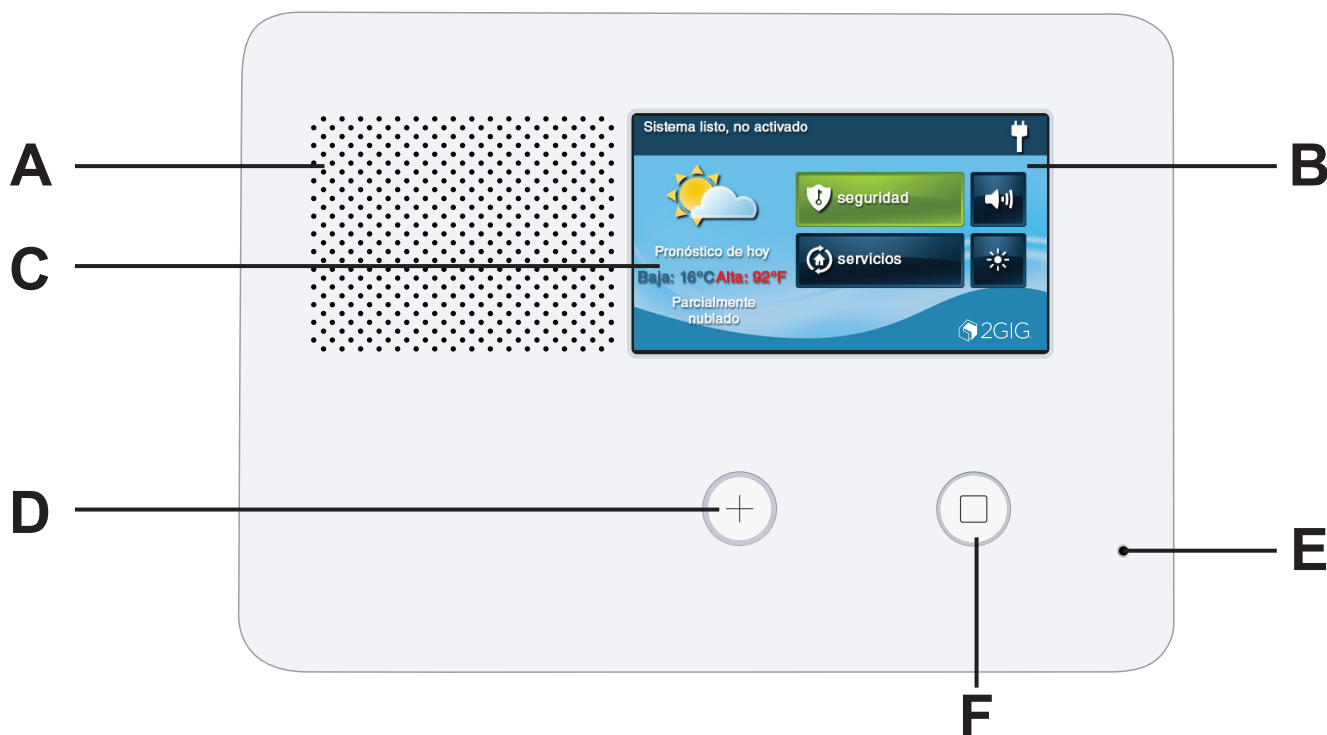 Sistema listo, no activado
A
B
seguridad
Pronóstico de hoy
servicios
C
Baja: 16°C Alta: 92°F
Parcialmente
nublado
2GIG
D
E
F